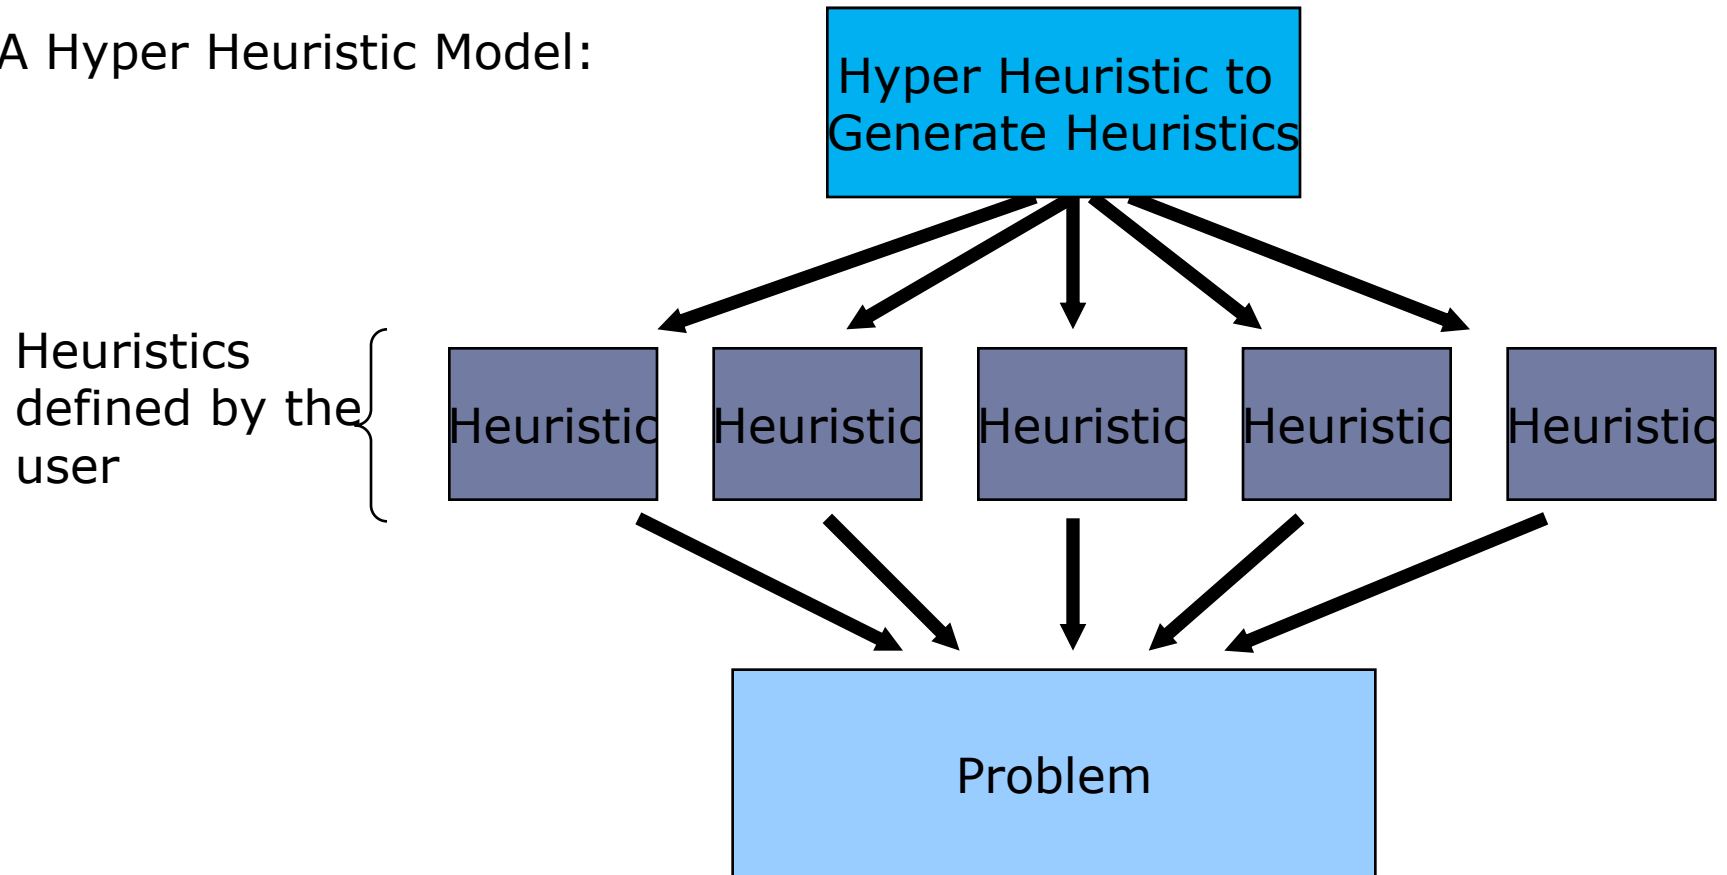 A Hyper Heuristic Model:
Hyper Heuristic to
Generate Heuristics
Heuristics
defined by the
user
Heuristic
Heuristic
Heuristic
Heuristic
Heuristic
Problem